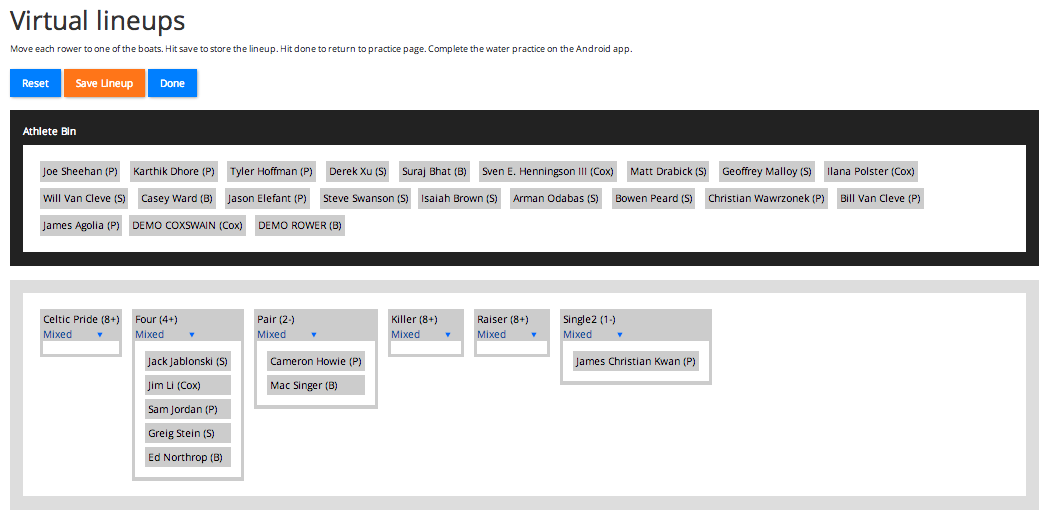 Virtual lineups
Move each rower to one of the boats. Hit save to store the lineup. Hit done to return to practice page. Complete the water practice on the Android app.
Reset Save Lineup Done
Athlete Bin
Joe Sheehan (P) Karthik Dhore (P) Tyler Hoffman (P) Derek Xu (S) Suraj Bhat (B) Sven E. Henningson III (Cox) Matt Drabick (S) Geoffrey Malloy (S) Ilana Polster (Cox)
Will Van Cleve (S) Casey Ward (B) Jason Elefant (P) Steve Swanson (S) Isaiah Brown (S) Arman Odabas (S) Bowen Peard (S) Christian Wawrzonek (P) Bill Van Cleve (P)
James Agolia (P) DEMO COXSWAIN (Cox) DEMO ROWER (B)
Celtic Pride (8+) Four (4+) Pair (2-) Killer (8+) Raiser (8+) Single2 (1-)
Mixed Mixed Mixed Mixed Mixed Mixed
Jack Jablonski (S) Cameron Howie (P) James Christian Kwan (P)
Jim Li (Cox) Mac Singer (B)
Sam Jordan (P)
Greig Stein (S)
Ed Northrop (B)